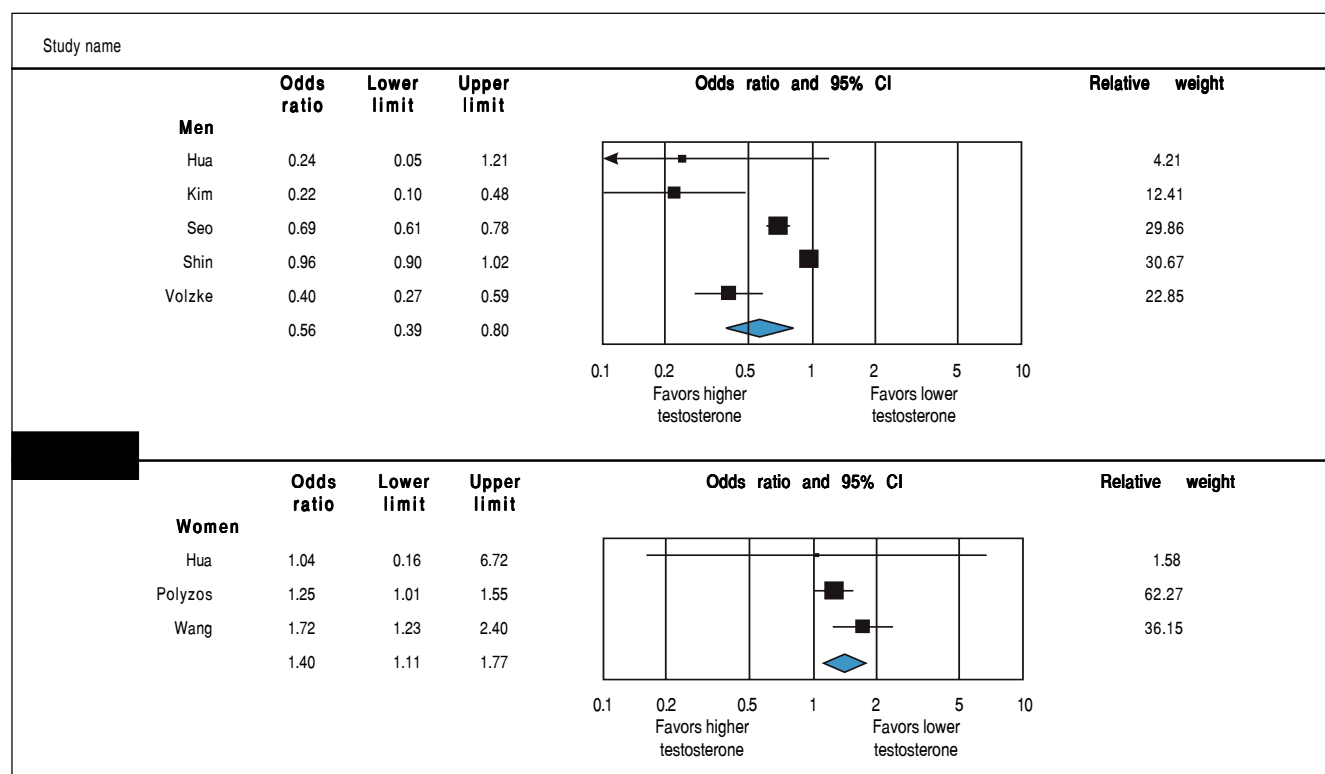 Study name
Odds ratio Lower limit Upper limit Odds ratio and 95% CI Relative weight
Men
Hua 0.24 0.05 1.21 4.21
Kim 0.22 0.10 0.48 12.41
Seo 0.69 0.61 0.78 29.86
Shin 0.96 0.90 1.02 30.67
Volzke 0.40 0.27 0.59 22.85
0.56 0.39 0.80
0.1 0.2 0.5 1 2 5 10
Favors higher testosterone Favors lower testosterone
Odds ratio Lower limit Upper limit Odds ratio and 95% CI Relative weight
Women
Hua 1.04 0.16 6.72 1.58
Polyzos 1.25 1.01 1.55 62.27
Wang 1.72 1.23 2.40 36.15
1.40 1.11 1.77
0.1 0.2 0.5 1 2 5 10
Favors higher testosterone Favors lower testosterone